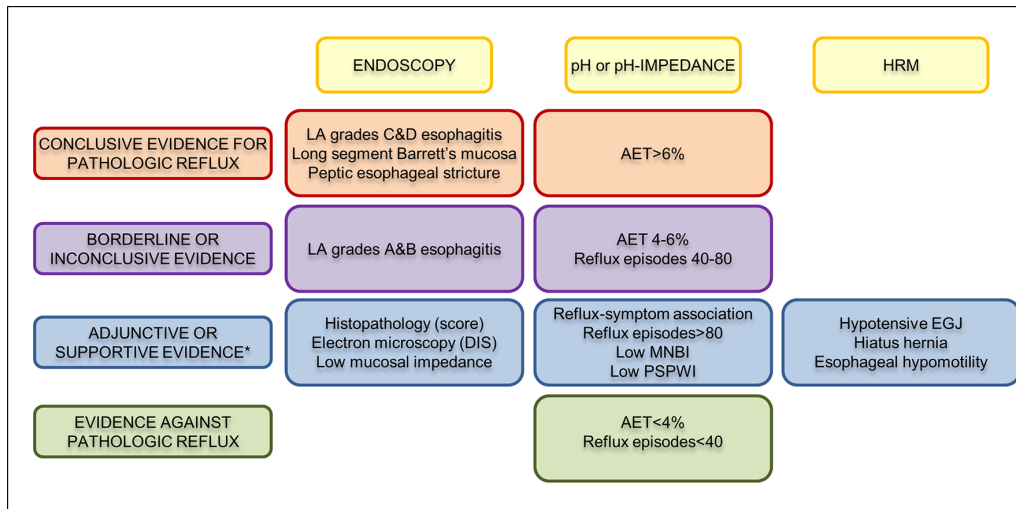 ENDOSCOPY
pH or pH-IMPEDANCE
HRM
CONCLUSIVE EVIDENCE FOR
PATHOLOGIC REFLUX
LA grades C&D esophagitis
Long segment Barrett's mucosa
Peptic esophageal stricture
AET>6%
BORDERLINE OR
INCONCLUSIVE EVIDENCE
LA grades A&B esophagitis
AET 4-6%
Reflux episodes 40-80
ADJUNCTIVE OR
SUPPORTIVE EVIDENCE*
Histopathology (score)
Electron microscopy (DIS)
Low mucosal impedance
Reflux-symptom association
Reflux episodes>80
Low MNBI
Low PSPWI
Hypotensive EGJ
Hiatus hernia
Esophageal hypomotility
EVIDENCE AGAINST
PATHOLOGIC REFLUX
AET<4%
Reflux episodes<40